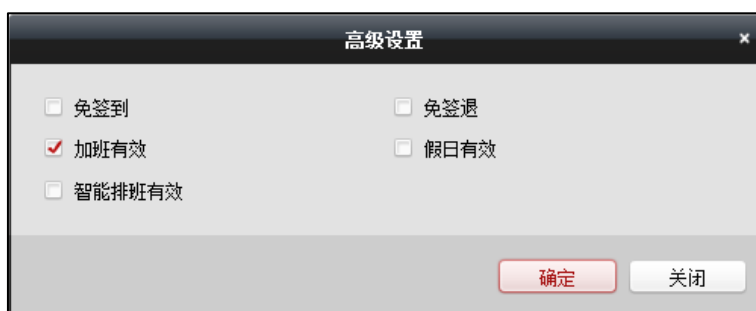 高级设置
免签到 免签退
加班有效 假日有效
智能排班有效
确定 关闭